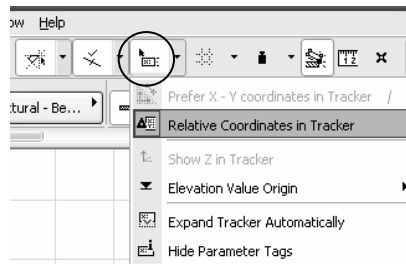 ow Help
:tural - Be...
Prefer X - Y coordinates in Tracker /
Relative Coordinates in Tracker
Show Z in Tracker
Elevation Value Origin
Expand Tracker Automatically
Hide Parameter Tags